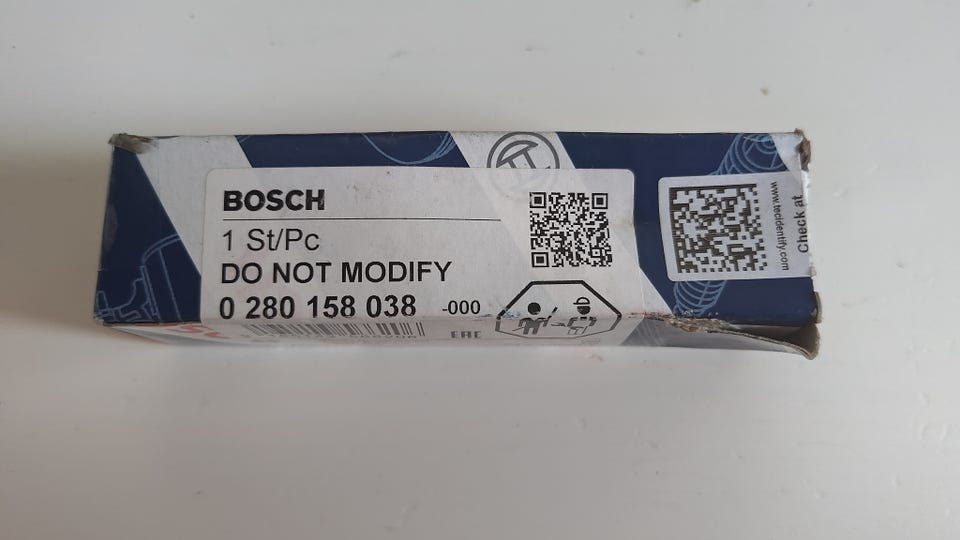 BOSCH
1 St/Pc
DO NOT MODIFY
0 280 158 038 -000
EAC
www.tecidentify.com
Check at